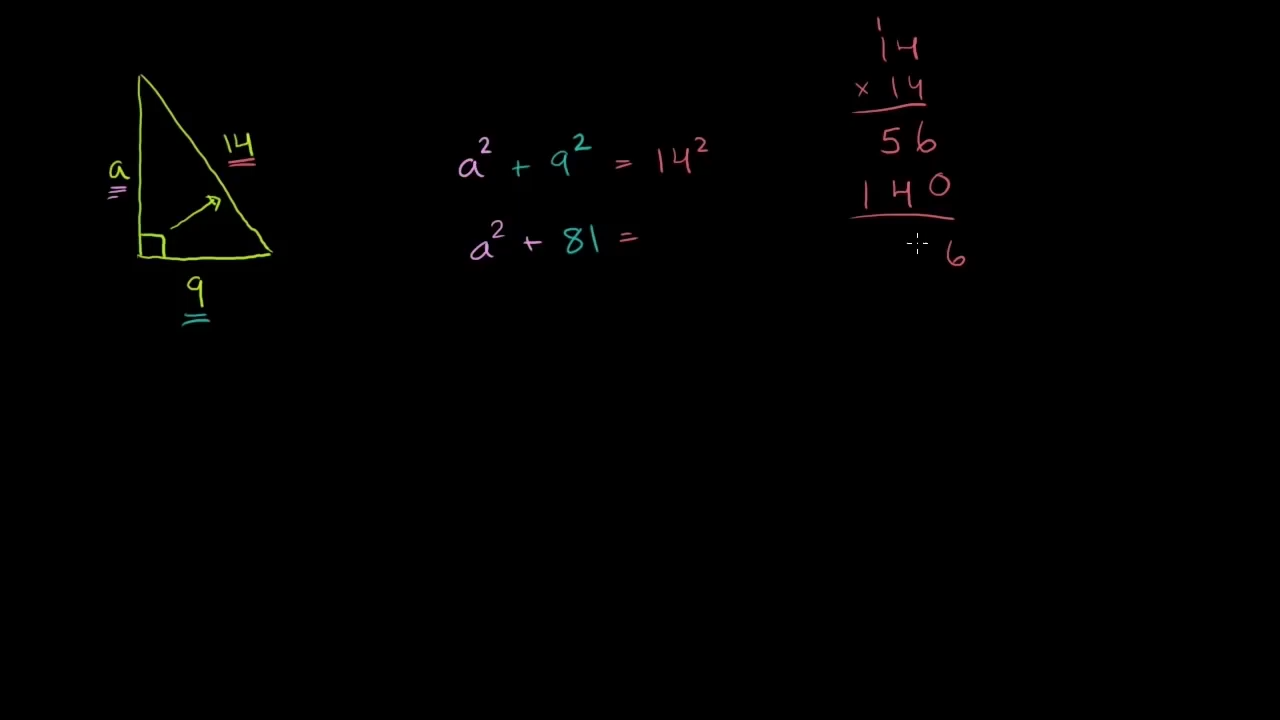 a
14
9
a² + 9² = 14²
a² + 81 =
1
14
× 14
56
140
6